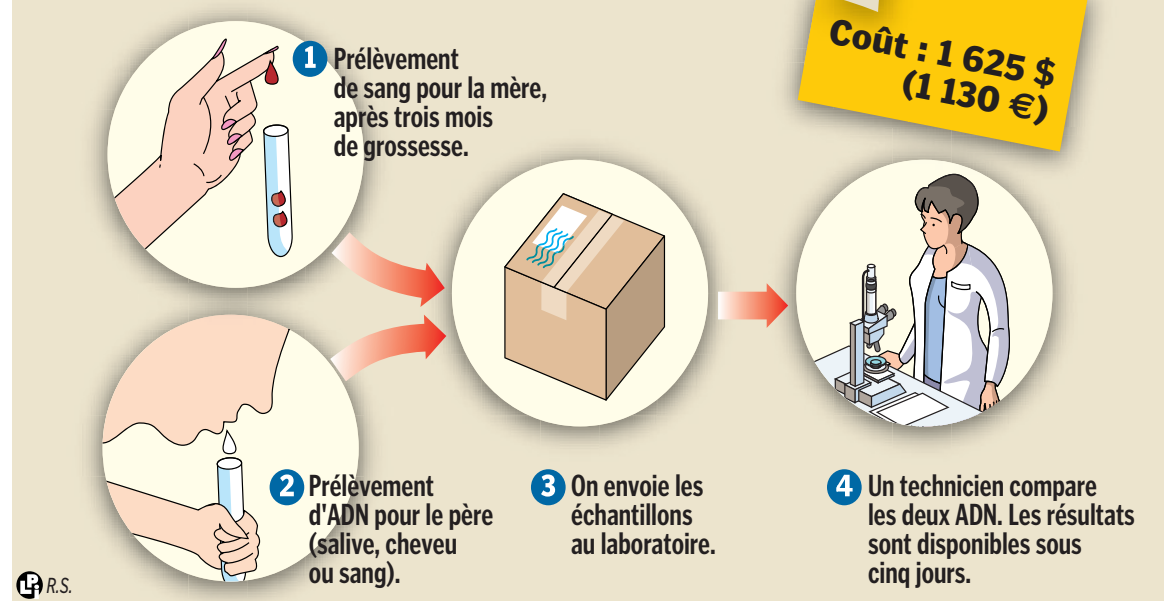 Coût : 1 625 $
(1 130 €)
1 Prélèvement
de sang pour la mère,
après trois mois
de grossesse.
2 Prélèvement
d'ADN pour le père
(salive, cheveu
ou sang).
3 On envoie les
échantillons
au laboratoire.
4 Un technicien compare
les deux ADN. Les résultats
sont disponibles sous
cinq jours.
LP R.S.